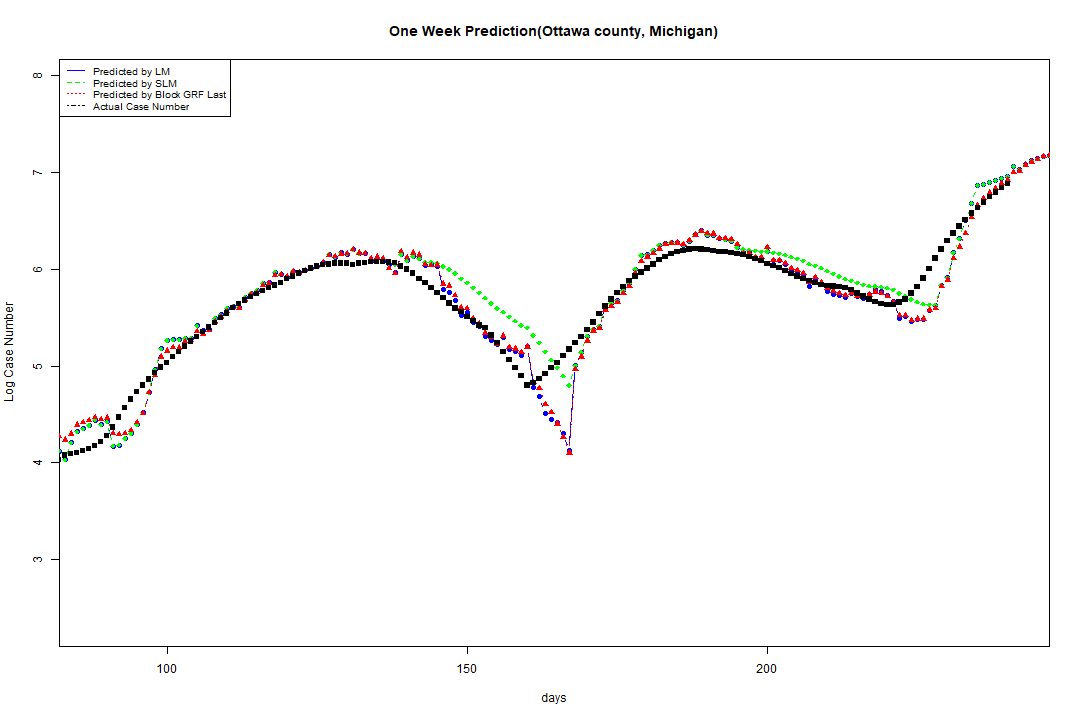 One Week Prediction(Ottawa county, Michigan)
Predicted by LM
Predicted by SLM
Predicted by Block GRF Last
Actual Case Number
8
7
6
5
4
3
Log Case Number
100
150
200
days